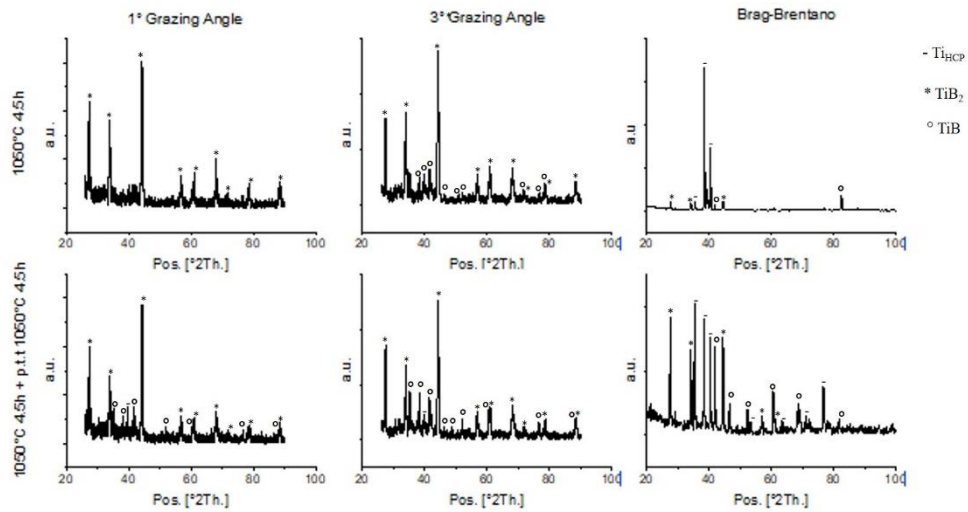 1° Grazing Angle
3° Grazing Angle
Brag-Brentano
- Ti HCP
* TiB2
° TiB
1050°C 4.5h
a.u.
20 40 60 80 100
Pos. [°2Th.]
a.u.
20 40 60 80 100
Pos. [°2Th.]
a.u
20 40 60 80 100
Pos. [°2Th.]
1050°C 4.5h + p.t.t 1050°C 4.5h
a.u.
20 40 60 80 100
Pos. [°2Th.]
a.u.
20 40 60 80 100
Pos. [°2Th.]
a.u.
20 40 60 80 100
Pos. [°2Th.]